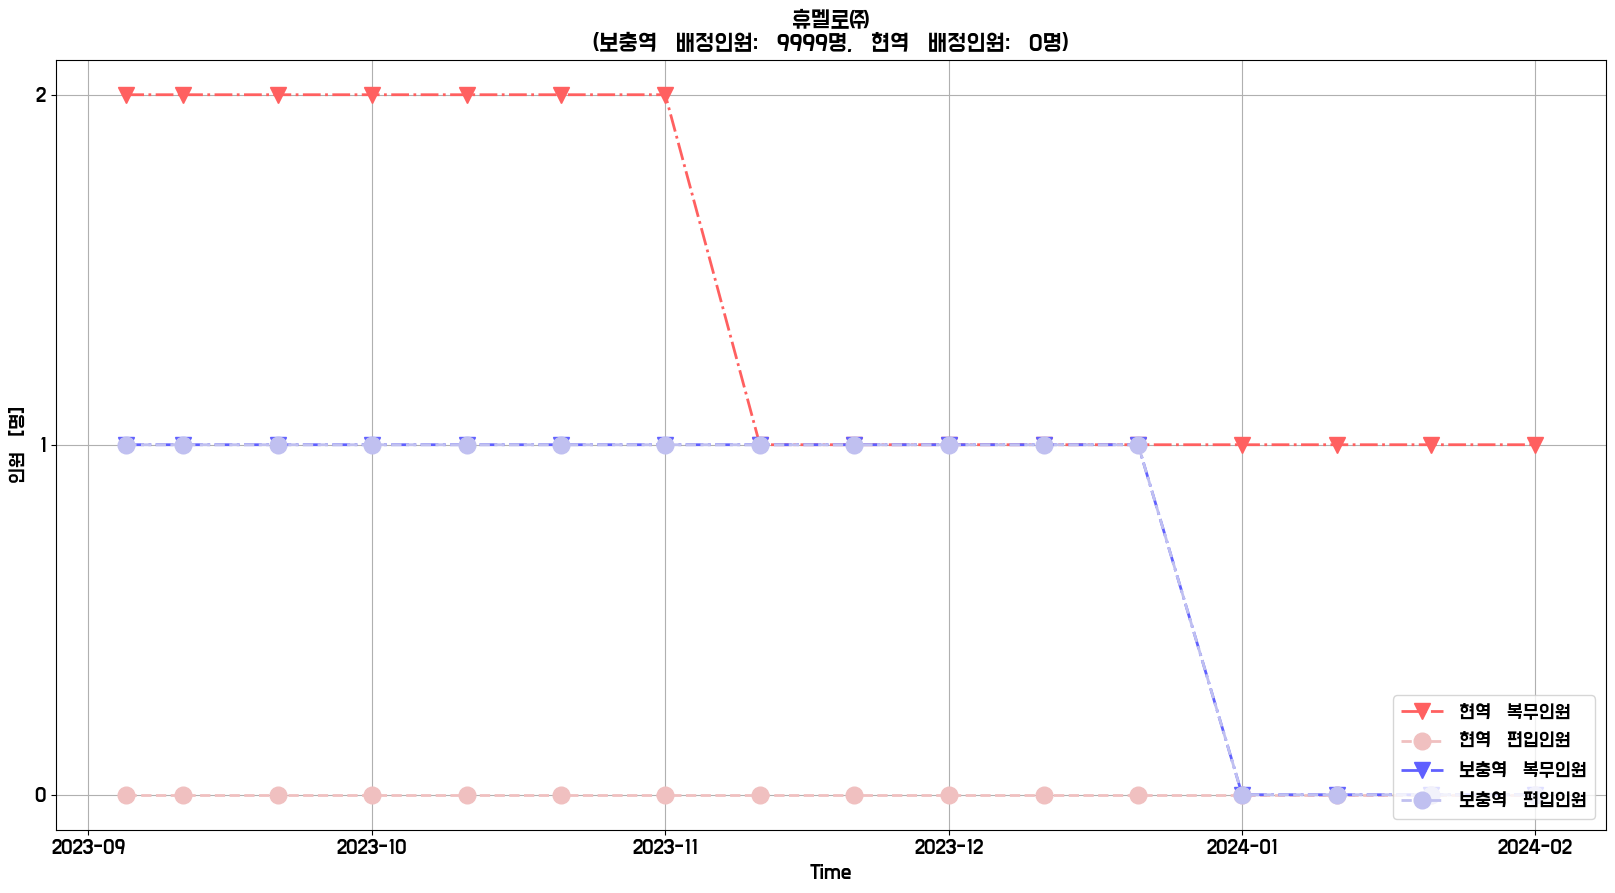 휴멜로㈜
(보충역 배정인원: 9999명, 현역 배정인원: 0명)
인원 [명]
2
1
0
현역 복무인원
현역 편입인원
보충역 복무인원
보충역 편입인원
2023-09 2023-10 2023-11 2023-12 2024-01 2024-02
Time